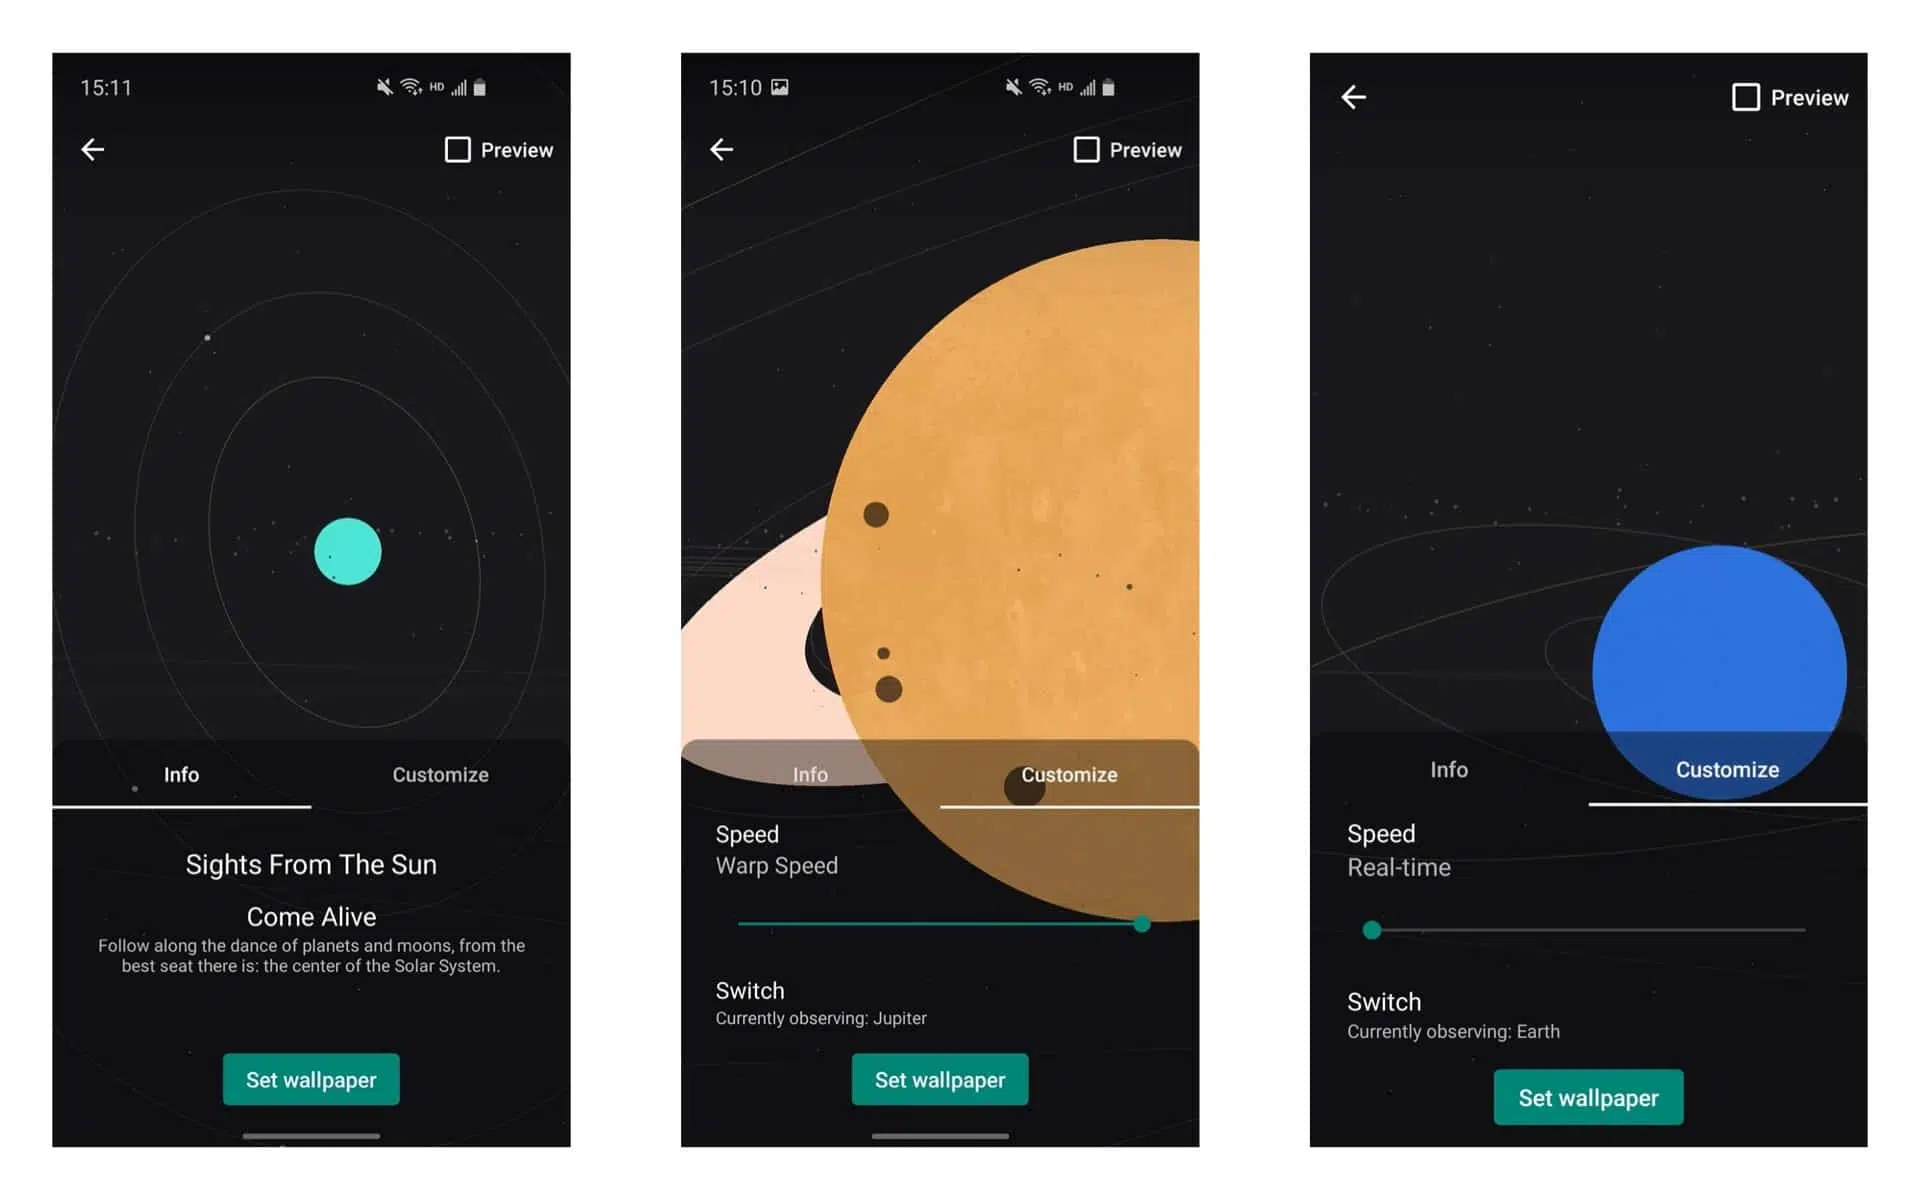 15:11
HD
Preview
Info
Customize
Sights From The Sun
Come Alive
Follow along the dance of planets and moons, from the
best seat there is: the center of the Solar System.
Set wallpaper
15:10
HD
Preview
Info
Customize
Speed
Warp Speed
Switch
Currently observing: Jupiter
Set wallpaper
Preview
Info
Customize
Speed
Real-time
Switch
Currently observing: Earth
Set wallpaper